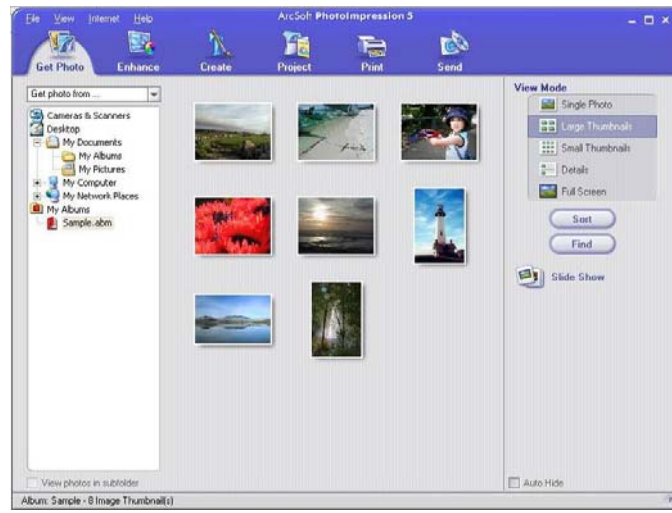 File View Internet Help
ArcSoft PhotoImpression 5
Get Photo Enhance Create Project Print Send
Get photo from ...
Cameras & Scanners
Desktop
My Documents
My Albums
My Pictures
My Computer
My Network Places
My Albums
Sample.abm
View photos in subfolder
View Mode
Single Photo
Large Thumbnails
Small Thumbnails
Details
Full Screen
Sort
Find
Slide Show
Auto Hide
Album: Sample - 8 Image Thumbnail(s)